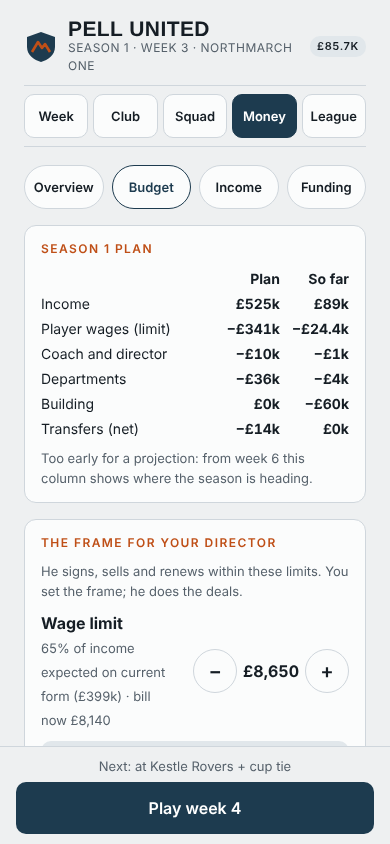 PELL UNITED
SEASON 1 · WEEK 3 · NORTHMARCH
ONE
£85.7K
Week Club Squad Money League
Overview Budget Income Funding
SEASON 1 PLAN
Plan So far
Income £525k £89k
Player wages (limit) −£341k −£24.4k
Coach and director −£10k −£1k
Departments −£36k −£4k
Building £0k −£60k
Transfers (net) −£14k £0k
Too early for a projection: from week 6 this
column shows where the season is heading.
THE FRAME FOR YOUR DIRECTOR
He signs, sells and renews within these limits. You
set the frame; he does the deals.
Wage limit
65% of income
expected on current
form (£399k) · bill
now £8,140
− £8,650 +
Next: at Kestle Rovers + cup tie
Play week 4